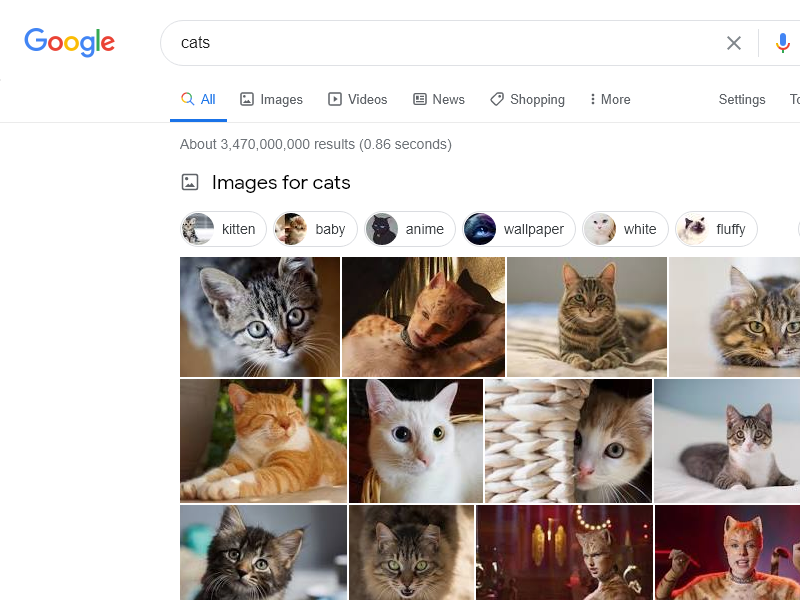 Google
cats
All Images Videos News Shopping More Settings
About 3,470,000,000 results (0.86 seconds)
Images for cats
kitten baby anime wallpaper white fluffy